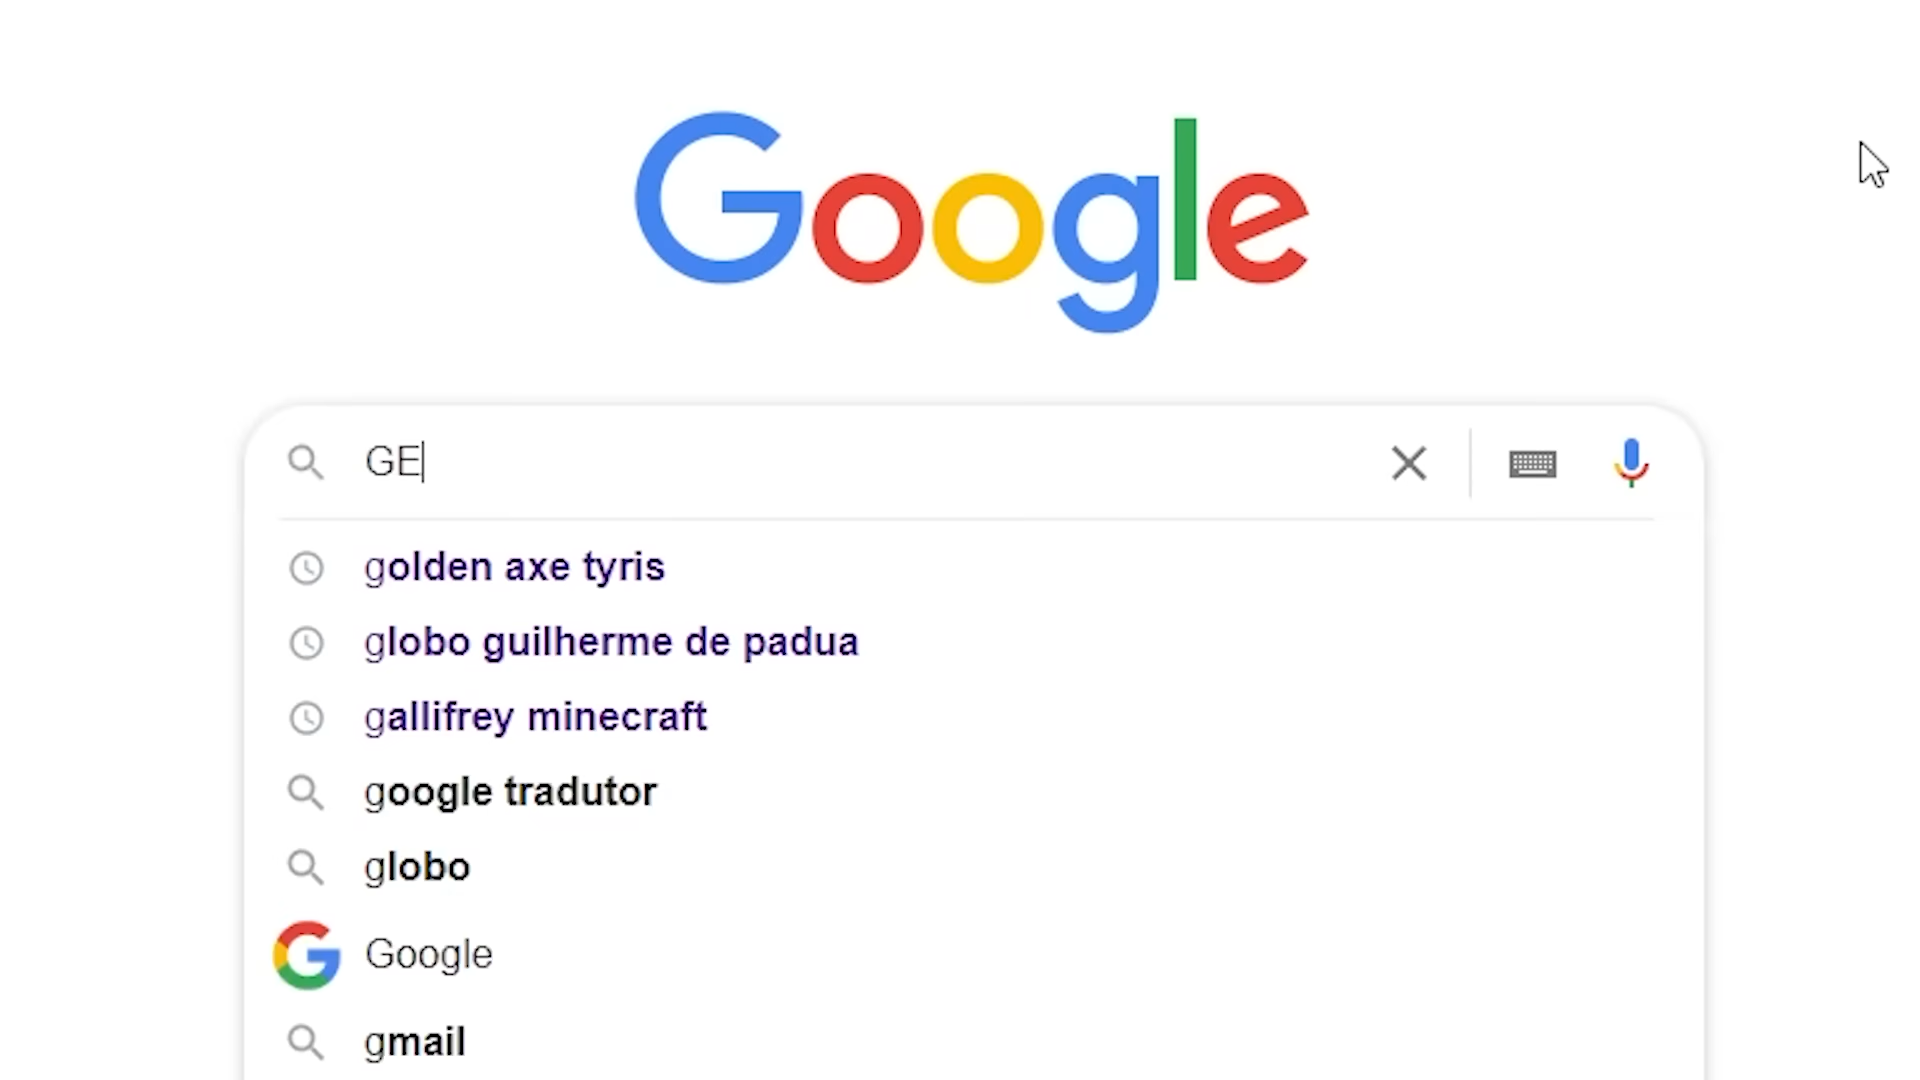 Google
GE
golden axe tyris
globo guilherme de padua
gallifrey minecraft
google tradutor
globo
Google
gmail